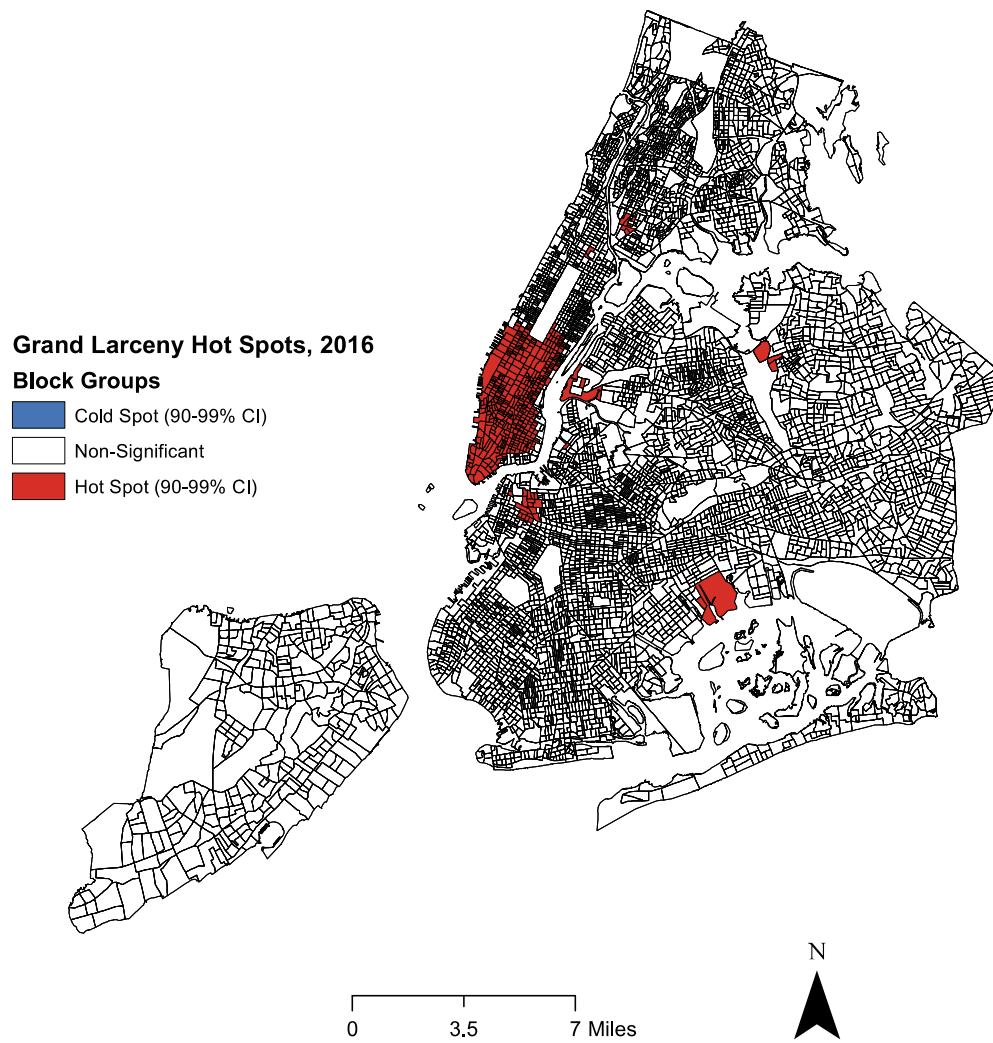 Grand Larceny Hot Spots, 2016
Block Groups
Cold Spot (90-99% CI)
Non-Significant
Hot Spot (90-99% CI)
N
0 3.5 7 Miles